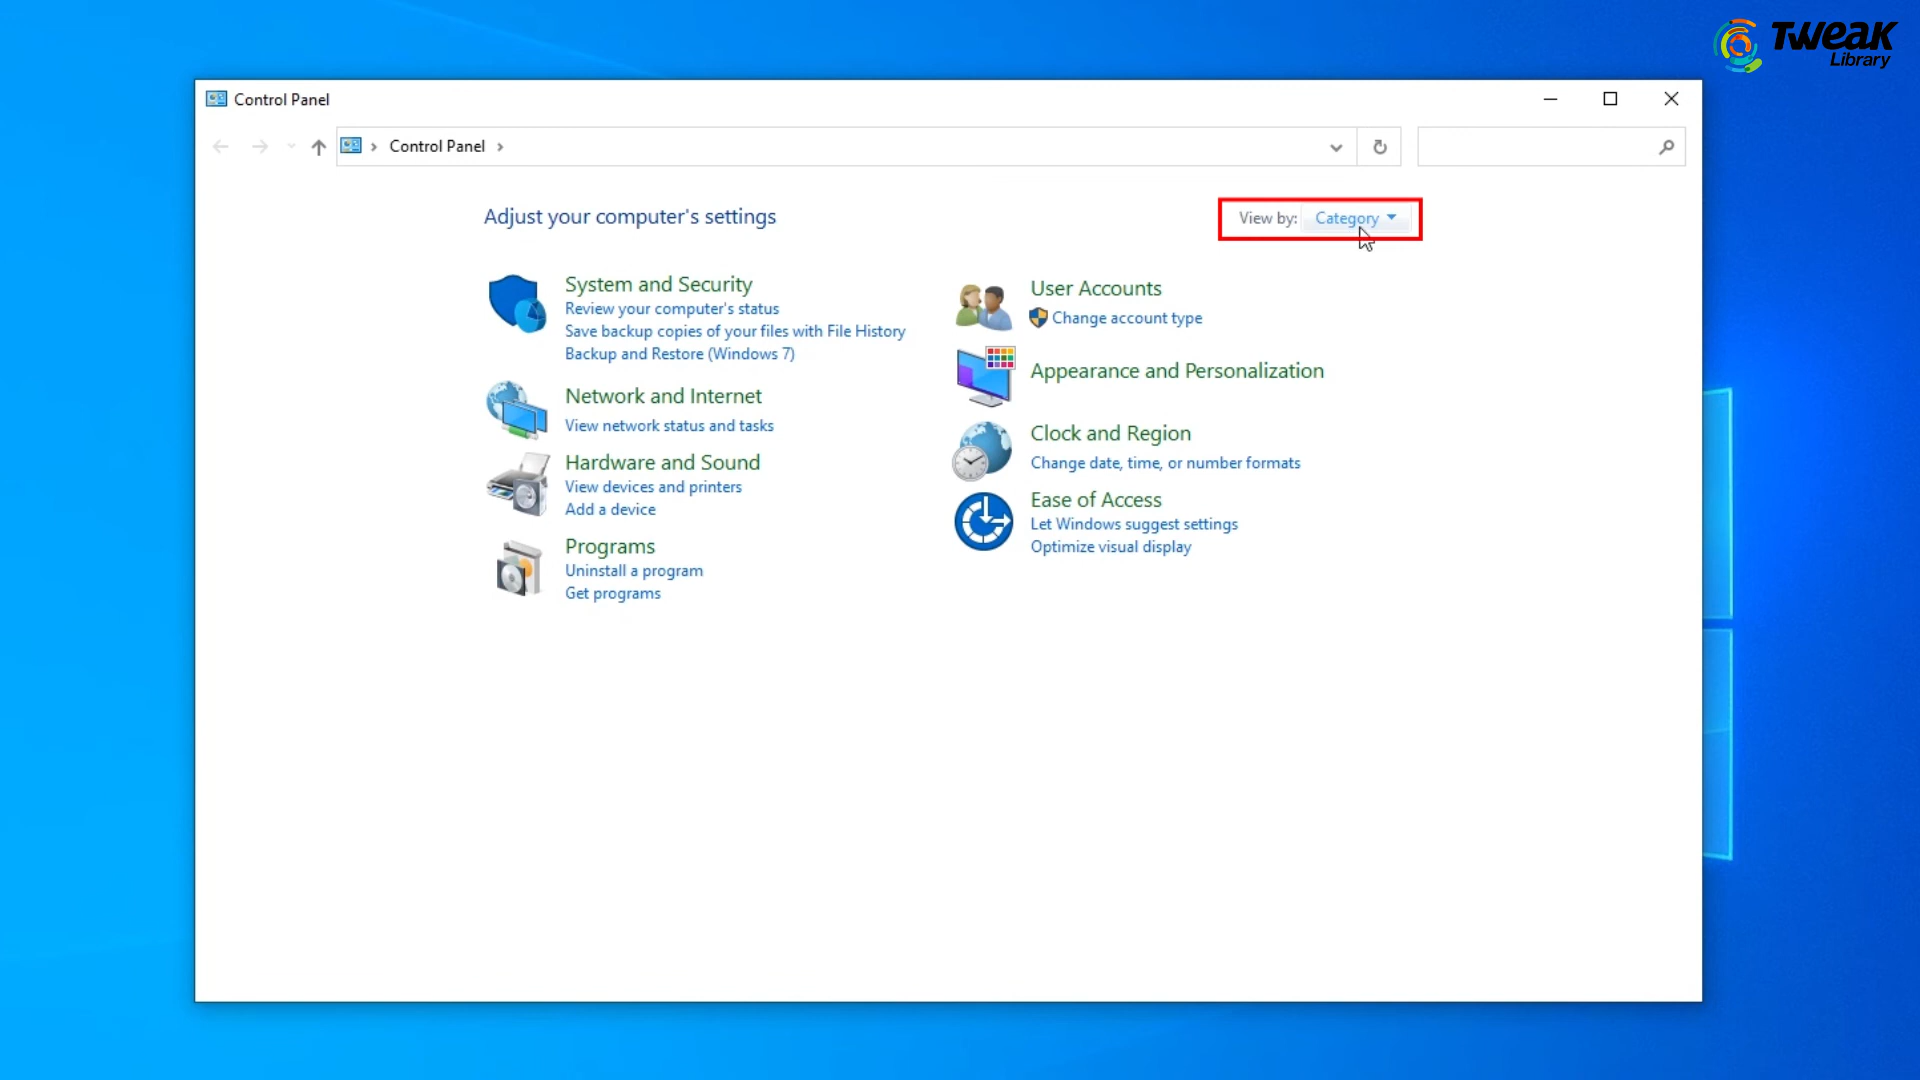 TWeaK
Library
Control Panel
Control Panel
Adjust your computer's settings
View by: Category
System and Security
Review your computer's status
Save backup copies of your files with File History
Backup and Restore (Windows 7)
Network and Internet
View network status and tasks
Hardware and Sound
View devices and printers
Add a device
Programs
Uninstall a program
Get programs
User Accounts
Change account type
Appearance and Personalization
Clock and Region
Change date, time, or number formats
Ease of Access
Let Windows suggest settings
Optimize visual display